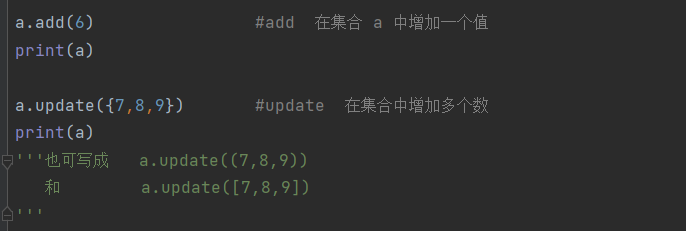 a.add(6)                #add  在集合 a 中增加一个值
print(a)
a.update({7,8,9})       #update  在集合中增加多个数
print(a)
'''也可写成   a.update((7,8,9))
   和        a.update([7,8,9])
'''